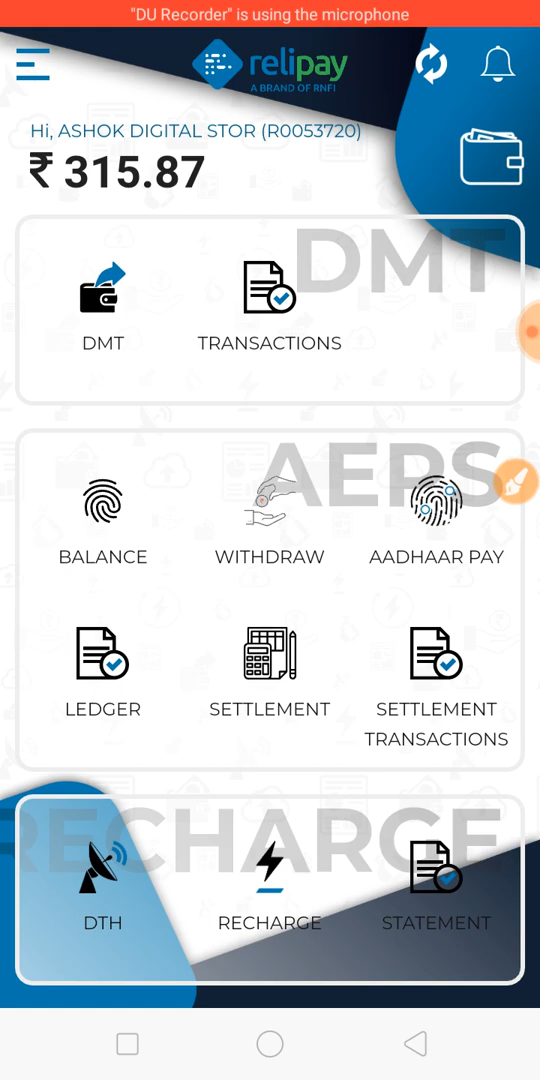 "DU Recorder" is using the microphone
relipay
A BRAND OF RNFI
Hi, ASHOK DIGITAL STOR (R0053720)
₹ 315.87
DMT
DMT
TRANSACTIONS
AEPS
BALANCE
WITHDRAW
AADHAAR PAY
LEDGER
SETTLEMENT
SETTLEMENT
TRANSACTIONS
RECHARGE
DTH
RECHARGE
STATEMENT